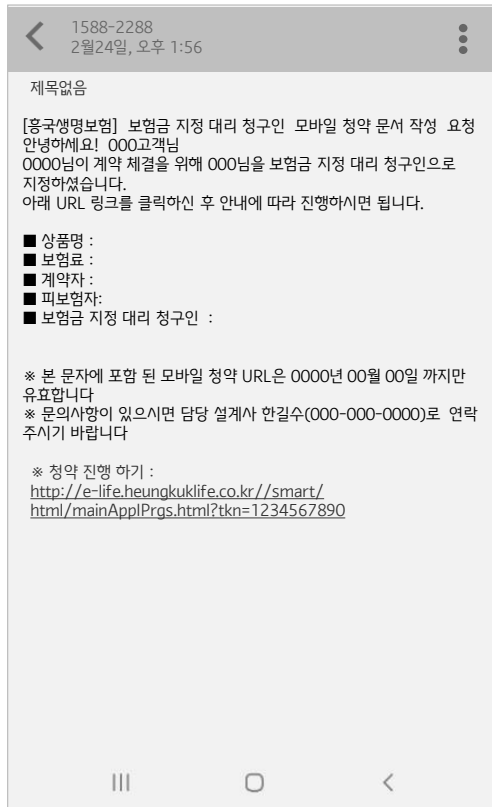 1588-2288
2월24일, 오후 1:56
제목없음
[흥국생명보험] 보험금 지정 대리 청구인 모바일 청약 문서 작성 요청
안녕하세요! 000고객님
0000님이 계약 체결을 위해 000님을 보험금 지정 대리 청구인으로
지정하셨습니다.
아래 URL 링크를 클릭하신 후 안내에 따라 진행하시면 됩니다.
■ 상품명 :
■ 보험료 :
■ 계약자 :
■ 피보험자:
■ 보험금 지정 대리 청구인 :
※ 본 문자에 포함 된 모바일 청약 URL은 0000년 00월 00일 까지만
유효합니다
※ 문의사항이 있으시면 담당 설계사 한길수(000-000-0000)로 연락
주시기 바랍니다
※ 청약 진행 하기 :
http://e-life.heungkuklife.co.kr//smart/
html/mainApplPrgs.html?tkn=1234567890